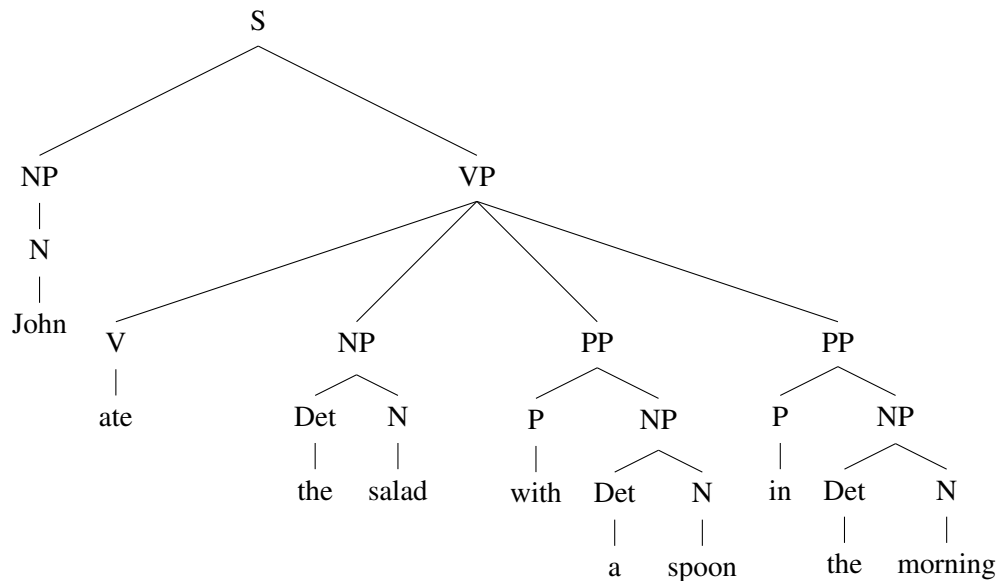 S
NP VP
N
John
V NP PP PP
ate Det N P NP P NP
the salad with Det N in Det N
a spoon the morning